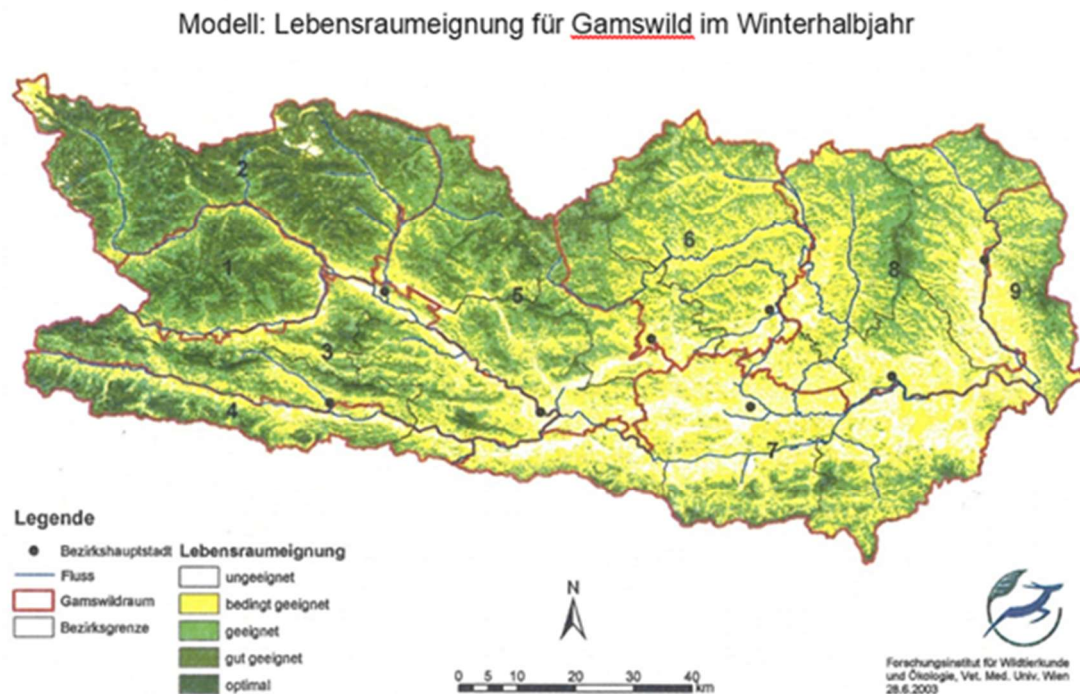 Modell: Lebensraumeignung für Gamswild im Winterhalbjahr
2
1
6
8
5
9
3
4
7
Legende
Bezirkshauptstadt
Fluss
Gamswildraum
Bezirksgrenze
Lebensraumeignung
ungeeignet
bedingt geeignet
geeignet
gut geeignet
optimal
N
0 5 10 20 30 40
km
Forschungsinstitut für Wildtierkunde
und Ökologie, Vet. Med. Univ. Wien
28.6.2003